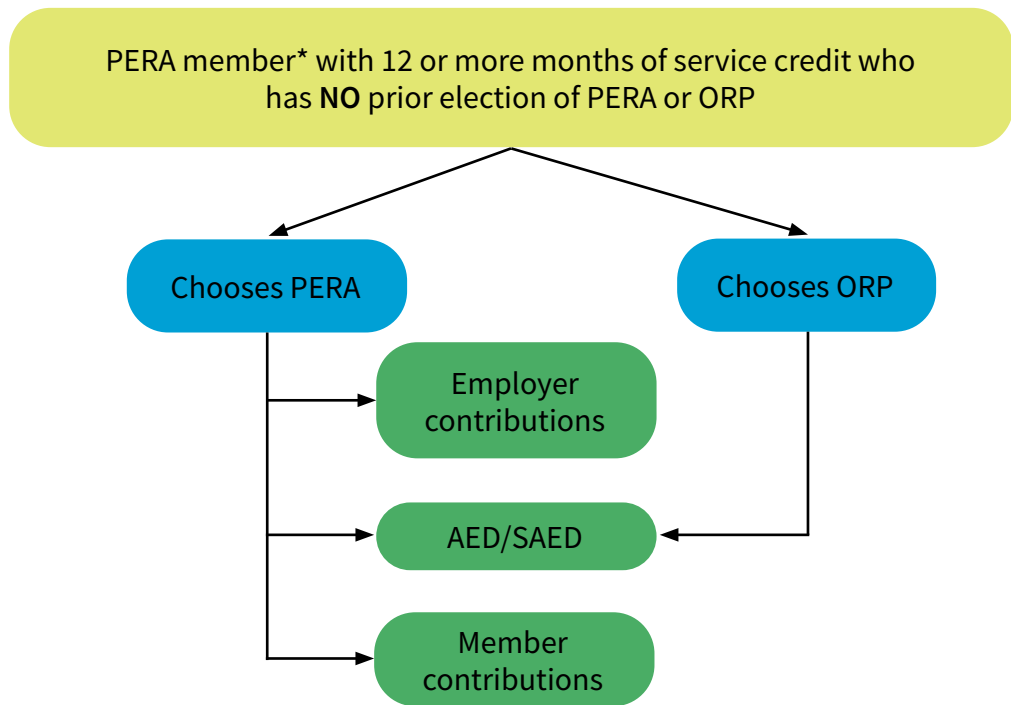 PERA member* with 12 or more months of service credit who
has NO prior election of PERA or ORP
Chooses PERA
Chooses ORP
Employer
contributions
AED/SAED
Member
contributions